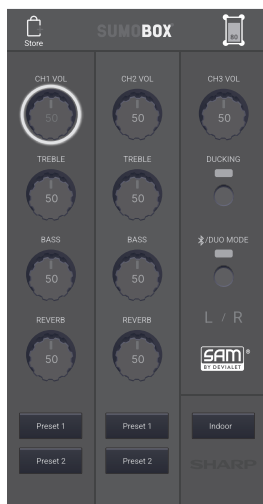 Store
SUMOBOX
80
CH1 VOL
CH2 VOL
CH3 VOL
50
50
50
TREBLE
TREBLE
DUCKING
50
50
BASS
BASS
/DUO MODE
50
50
REVERB
REVERB
L / R
50
50
SAM®
BY DEVIALET
Preset 1
Preset 1
Indoor
Preset 2
Preset 2
SHARP